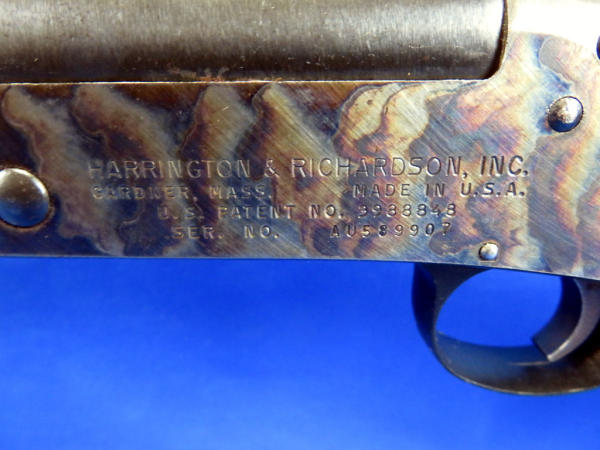 HARRINGTON & RICHARDSON, INC.
GARDNER, MASS. MADE IN U.S.A.
U.S. PATENT NO. 3938843
SER. NO. AU589907